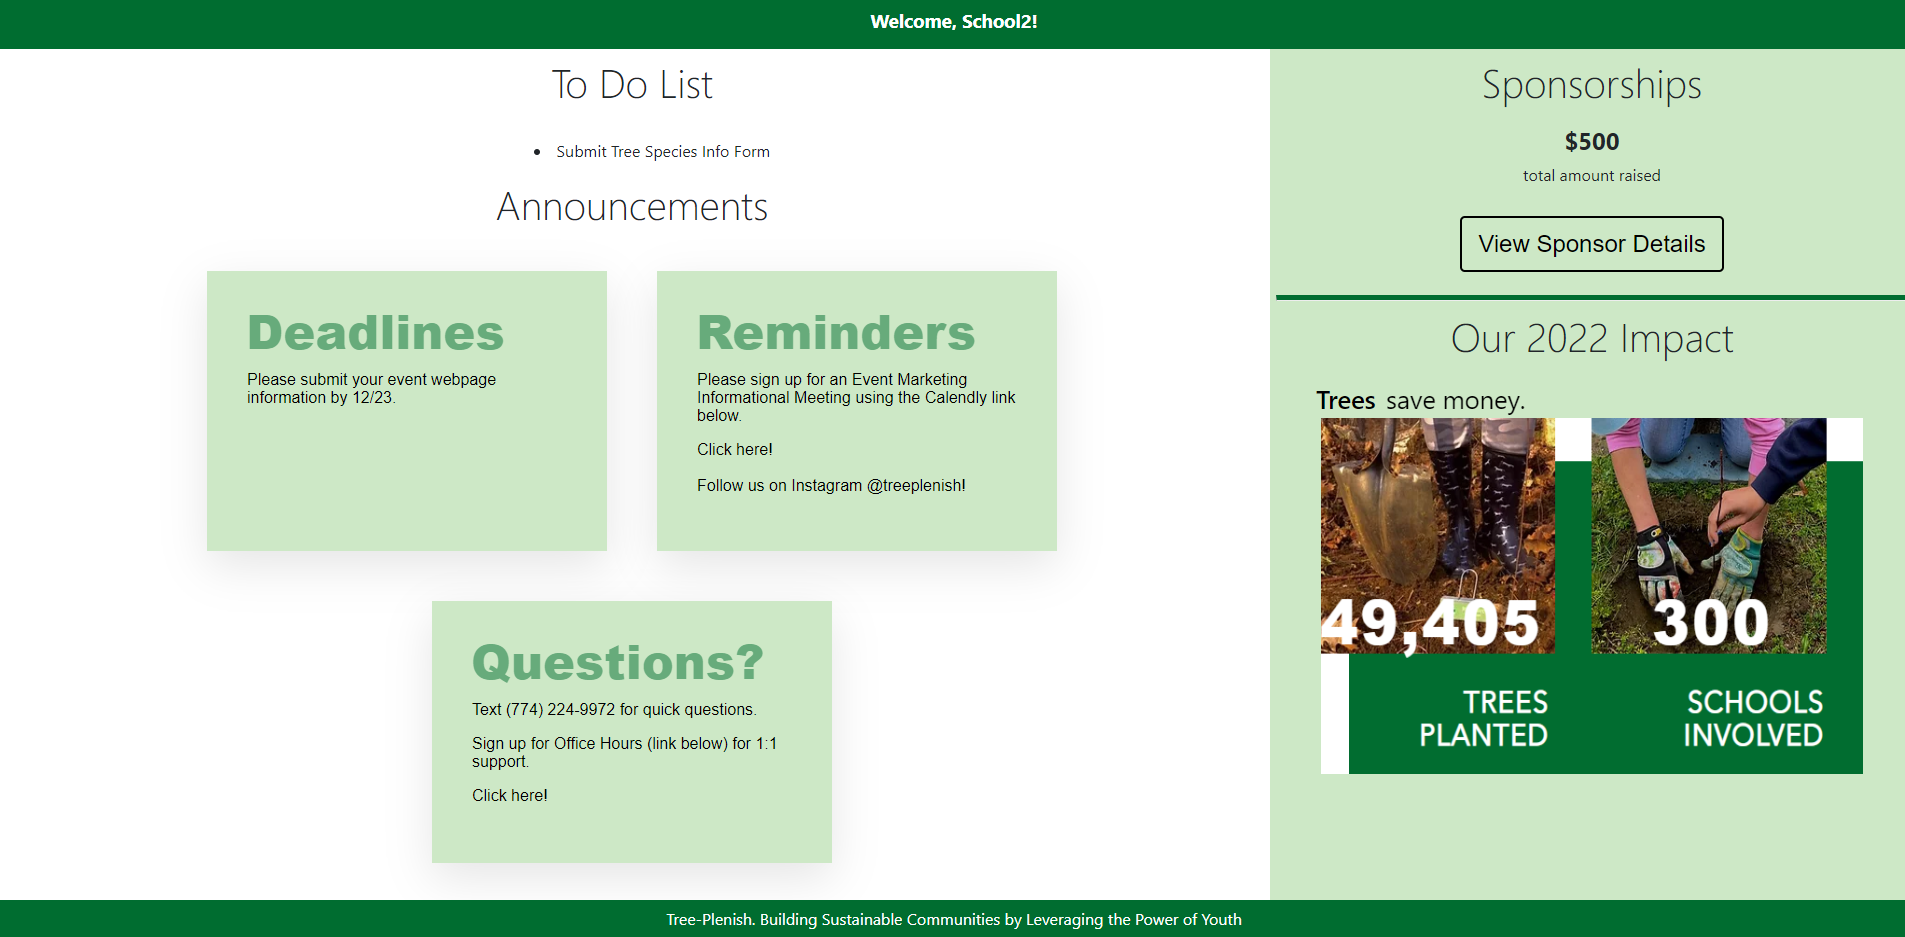 Welcome, School2!
To Do List
• Submit Tree Species Info Form
Announcements
Deadlines
Please submit your event webpage
information by 12/23.
Reminders
Please sign up for an Event Marketing
Informational Meeting using the Calendly link
below.
Click here!
Follow us on Instagram @treeplenish!
Questions?
Text (774) 224-9972 for quick questions.
Sign up for Office Hours (link below) for 1:1
support.
Click here!
Sponsorships
$500
total amount raised
View Sponsor Details
Our 2022 Impact
Trees save money.
49,405
TREES
PLANTED
300
SCHOOLS
INVOLVED
Tree-Plenish. Building Sustainable Communities by Leveraging the Power of Youth